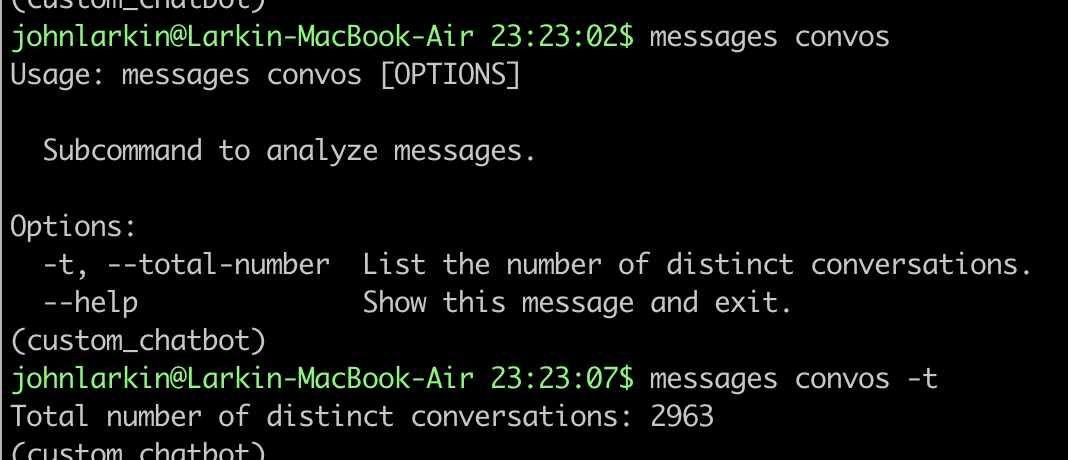 (custom_chatbot)
johnlarkin@Larkin-MacBook-Air 23:23:02$ messages convos
Usage: messages convos [OPTIONS]
Subcommand to analyze messages.
Options:
-t, --total-number  List the number of distinct conversations.
--help              Show this message and exit.
(custom_chatbot)
johnlarkin@Larkin-MacBook-Air 23:23:07$ messages convos -t
Total number of distinct conversations: 2963
(custom_chatbot)